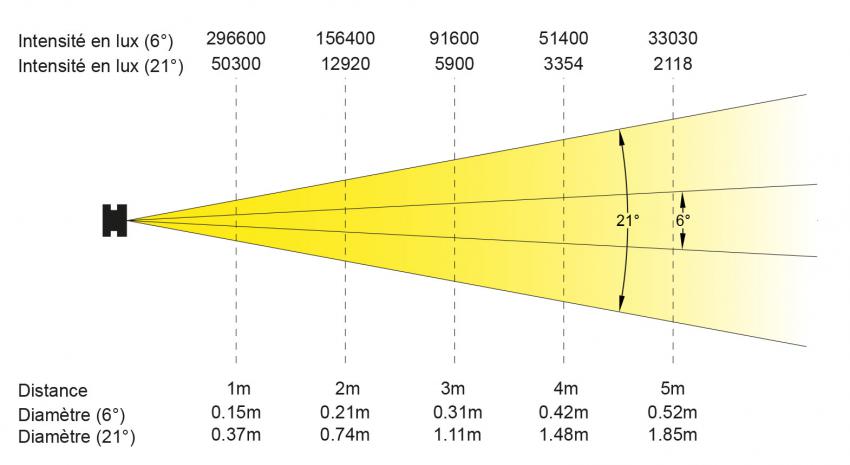 Intensité en lux (6°) 296600 156400 91600 51400 33030
Intensité en lux (21°) 50300 12920 5900 3354 2118
21° 6°
Distance 1m 2m 3m 4m 5m
Diamètre (6°) 0.15m 0.21m 0.31m 0.42m 0.52m
Diamètre (21°) 0.37m 0.74m 1.11m 1.48m 1.85m